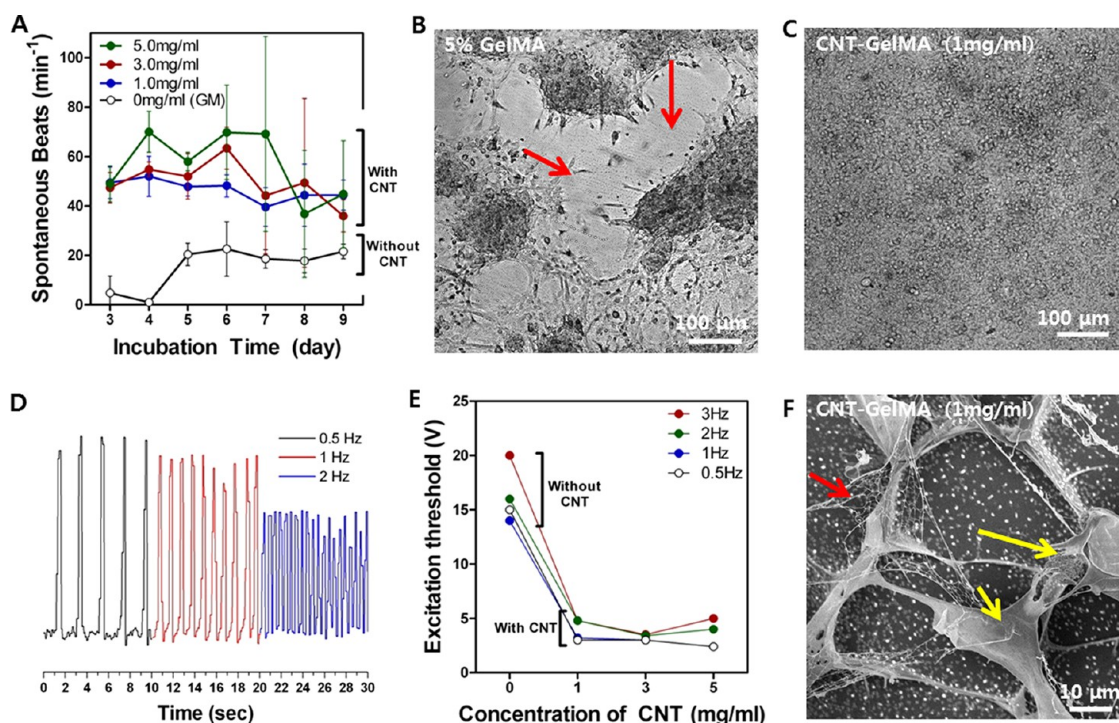 A
Spontaneous Beats (min⁻¹)
100
80
60
40
20
0
5.0mg/ml
3.0mg/ml
1.0mg/ml
0mg/ml (GM)
With
CNT
Without
CNT
3 4 5 6 7 8 9
Incubation Time (day)
B
5% GelMA
100 µm
C
CNT-GelMA (1mg/ml)
100 µm
D
0.5 Hz
1 Hz
2 Hz
0 2 4 6 8 10 12 14 16 18 20 22 24 26 28 30
Time (sec)
E
Excitation threshold (V)
25
20
15
10
5
0
3Hz
2Hz
1Hz
0.5Hz
Without
CNT
With CNT
0 1 3 5
Concentration of CNT (mg/ml)
F
CNT-GelMA (1mg/ml)
10 µm